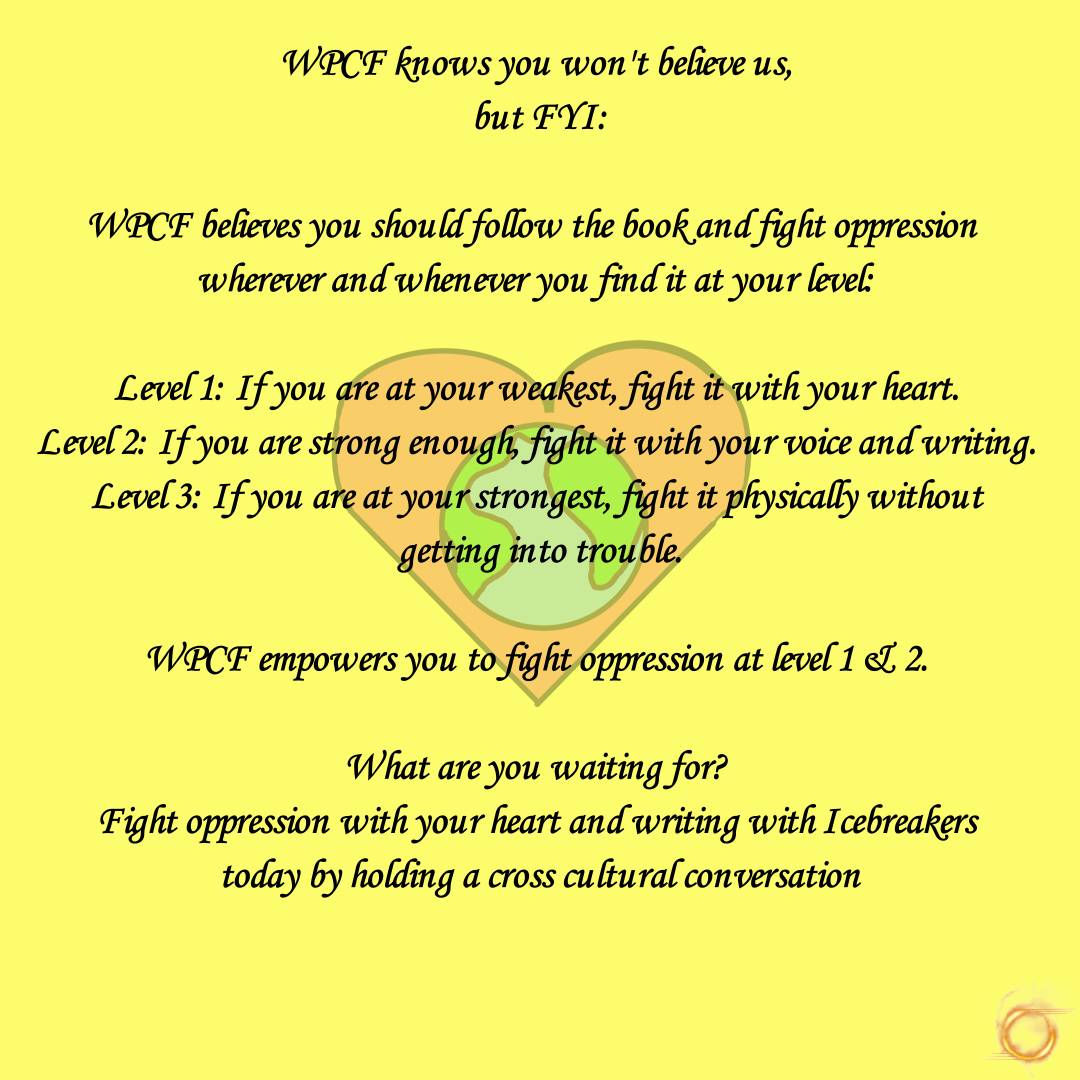 WPCF knows you won't believe us,
but FYI:
WPCF believes you should follow the book and fight oppression
wherever and whenever you find it at your level:
Level 1: If you are at your weakest, fight it with your heart.
Level 2: If you are strong enough, fight it with your voice and writing.
Level 3: If you are at your strongest, fight it physically without
getting into trouble.
WPCF empowers you to fight oppression at level 1 & 2.
What are you waiting for?
Fight oppression with your heart and writing with Icebreakers
today by holding a cross cultural conversation